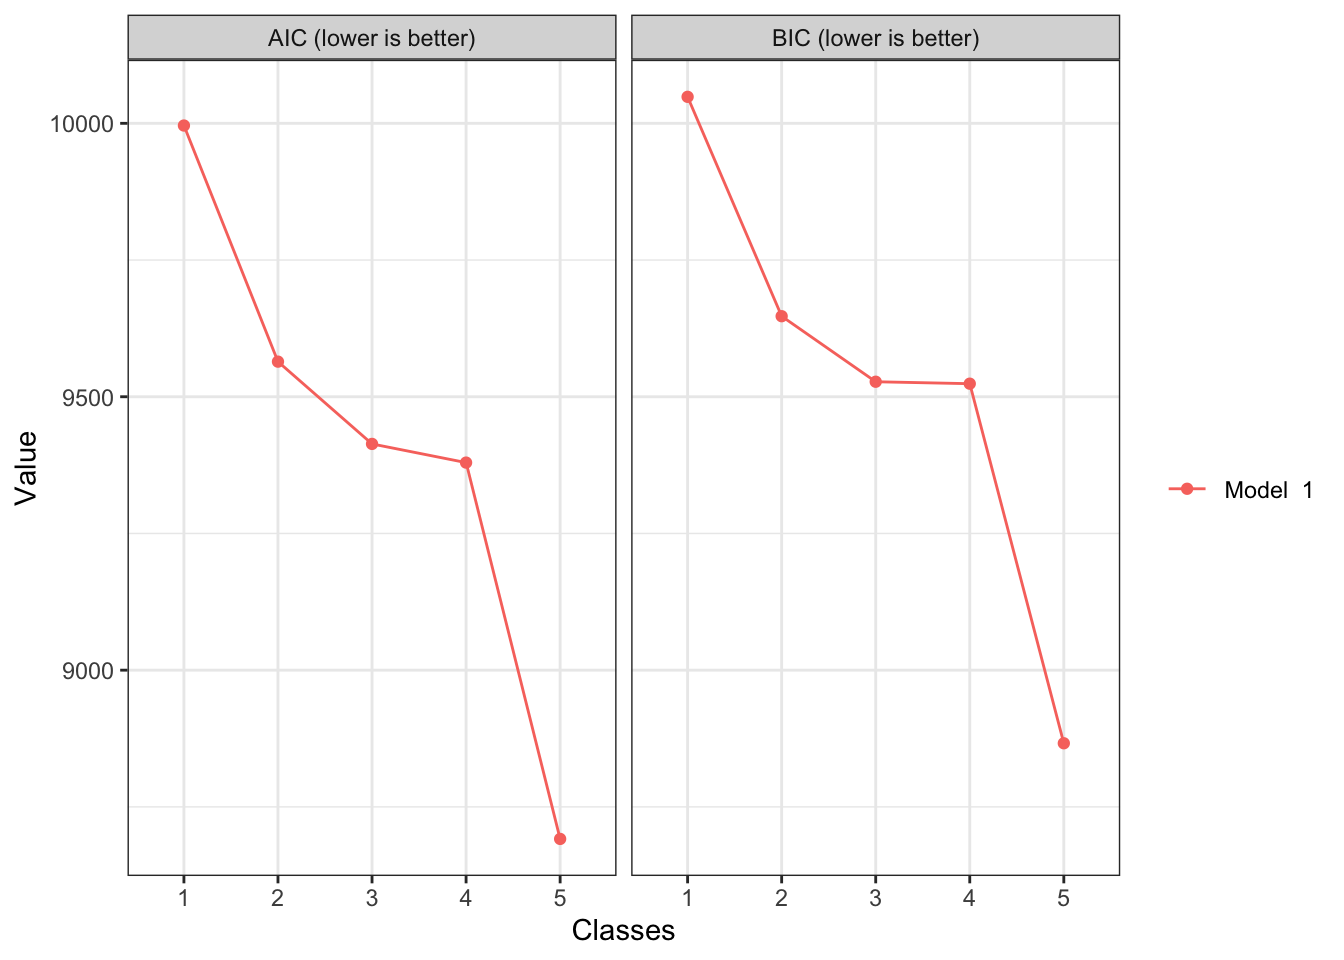 AIC (lower is better)
BIC (lower is better)
10000
9500
9000
Value
1 2 3 4 5
1 2 3 4 5
Classes
Model 1